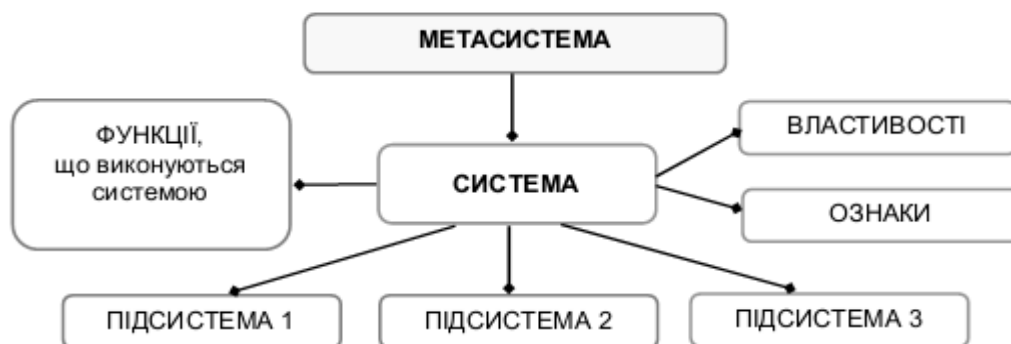 МЕТАСИСТЕМА
ФУНКЦІЇ,
що виконуються
системою
СИСТЕМА
ВЛАСТИВОСТІ
ОЗНАКИ
ПІДСИСТЕМА 1
ПІДСИСТЕМА 2
ПІДСИСТЕМА 3